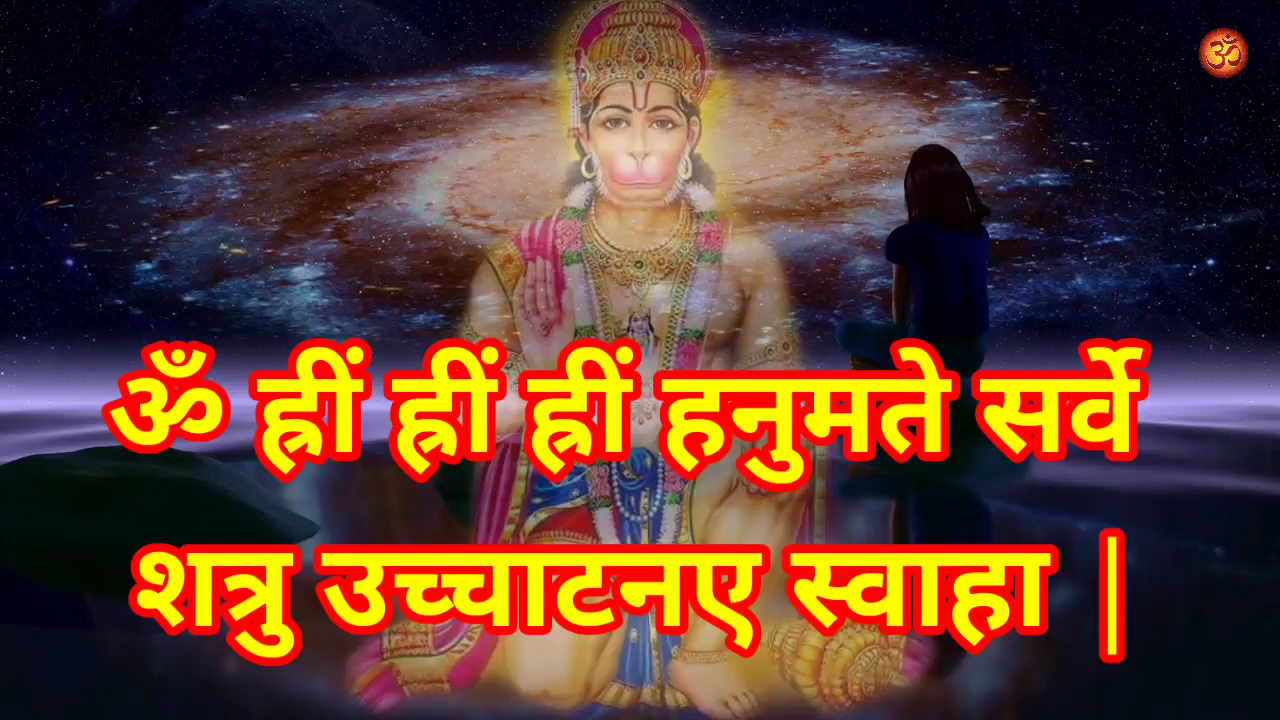 ॐ
ॐ ह्रीं ह्रीं ह्रीं हनुमते सर्वे
शत्रु उच्चाटनए स्वाहा |